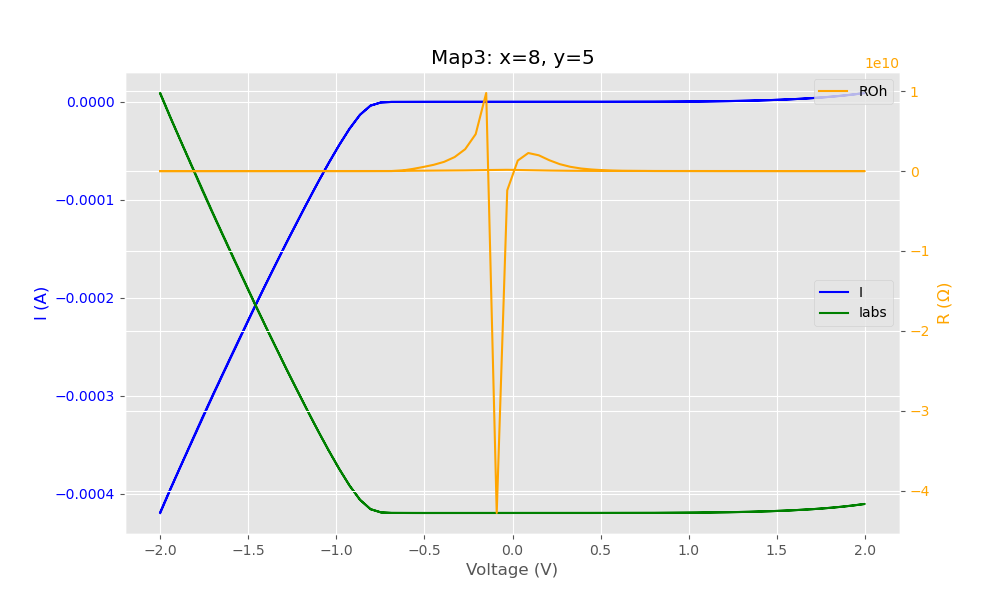 Map3: x=8, y=5
1e10
I (A)
0.0000
−0.0001
−0.0002
−0.0003
−0.0004
ROh
I
Iabs
1
0
−1
−2
−3
−4
R (Ω)
−2.0 −1.5 −1.0 −0.5 0.0 0.5 1.0 1.5 2.0
Voltage (V)